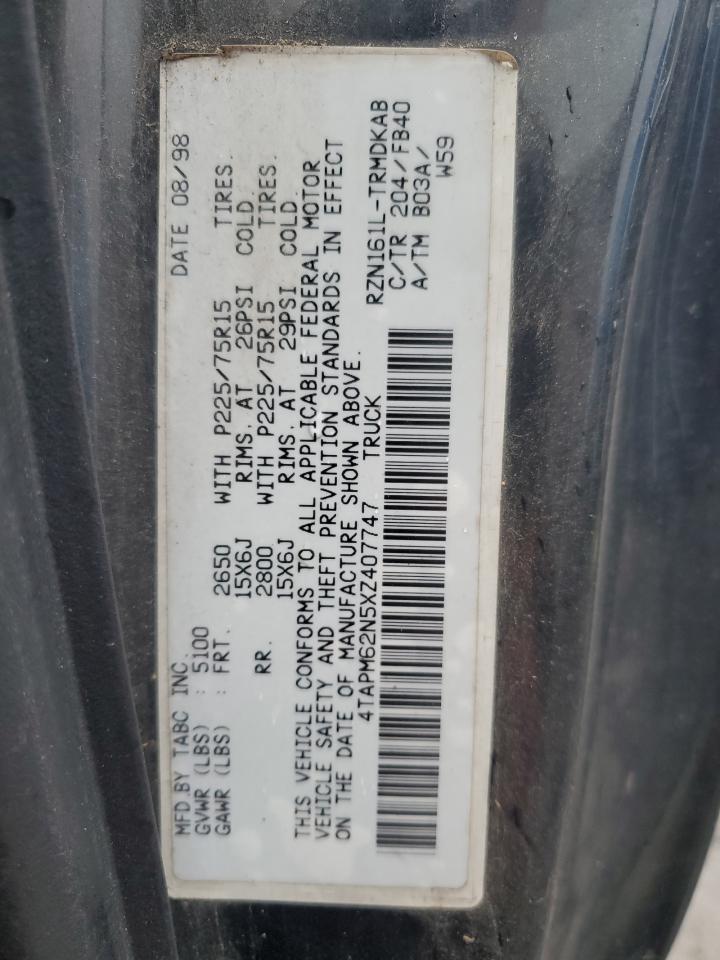 MFD.BY TABC INC. DATE 08/98
GVWR (LBS) : 5100
GAWR (LBS) : FRT. 2650 WITH P225/75R15 TIRES.
15X6J RIMS. AT 26PSI COLD.
RR. 2800 WITH P225/75R15 TIRES.
15X6J RIMS. AT 29PSI COLD
THIS VEHICLE CONFORMS TO ALL APPLICABLE FEDERAL MOTOR
VEHICLE SAFETY AND THEFT PREVENTION STANDARDS IN EFFECT
ON THE DATE OF MANUFACTURE SHOWN ABOVE.
4TAPM62N5XZ407747 TRUCK
RZN161L-TRMDKAB
C/TR 204/FB40
A/TM B03A/
W59